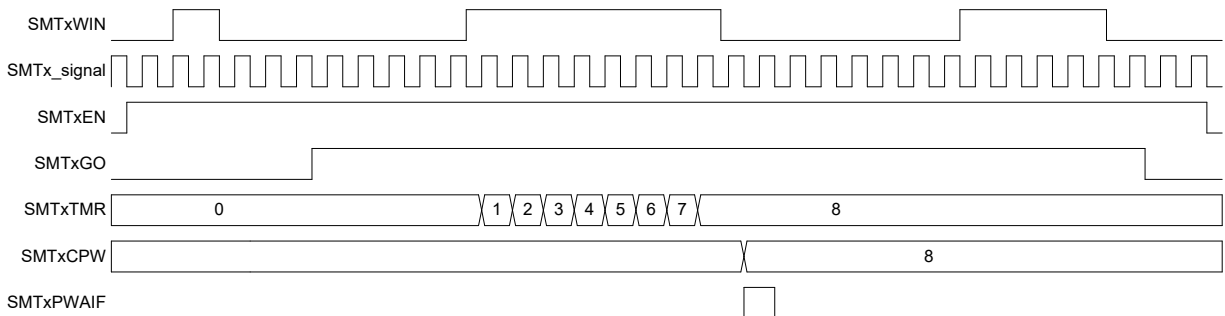 SMTxWIN
SMTx_signal
SMTxEN
SMTxGO
SMTxTMR 0 1 2 3 4 5 6 7 8
SMTxCPW 8
SMTxPWAIF